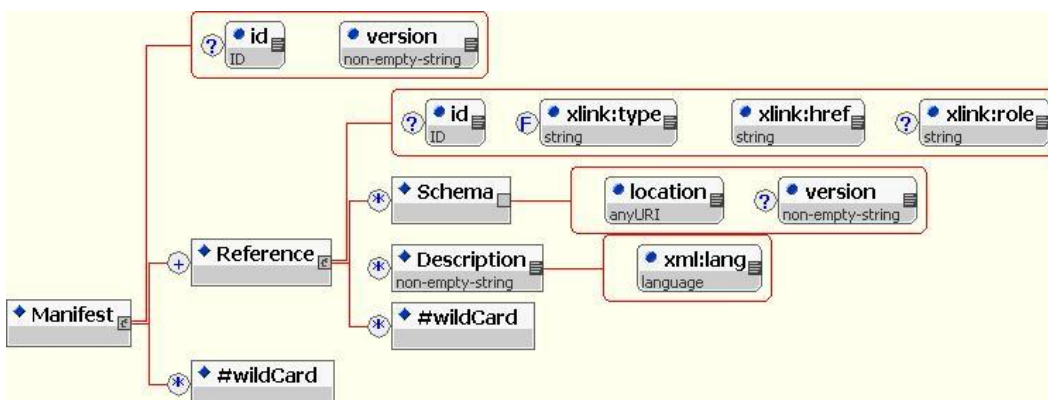 ? id version
ID non-empty-string
? id F xlink:type xlink:href ? xlink:role
ID string string string
* Schema location ? version
anyURI non-empty-string
+ Reference
* Description xml:lang
non-empty-string language
Manifest
* #wildCard
* #wildCard